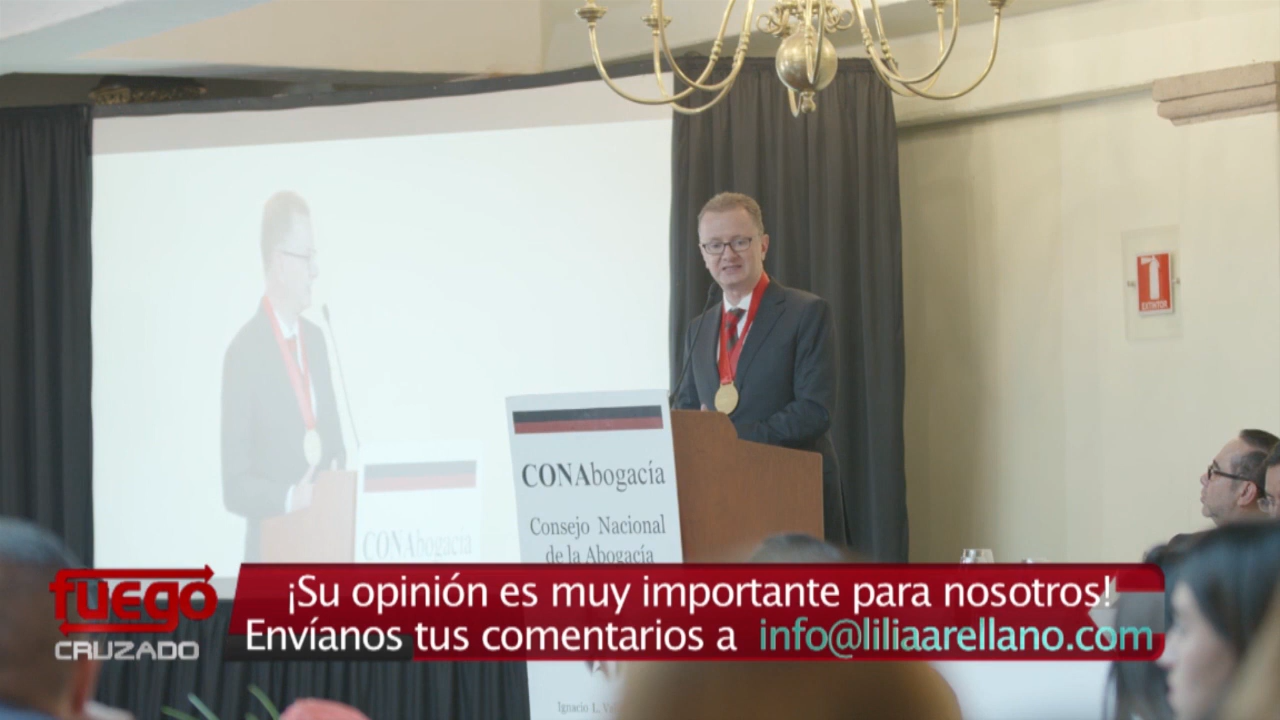 EXTINTOR
CONAbogacía
Consejo Nacional
de la Abogacía
CONAbogacía
fuego
CRUZADO
¡Su opinión es muy importante para nosotros!
Envíanos tus comentarios a info@liliaarellano.com
Ignacio L.